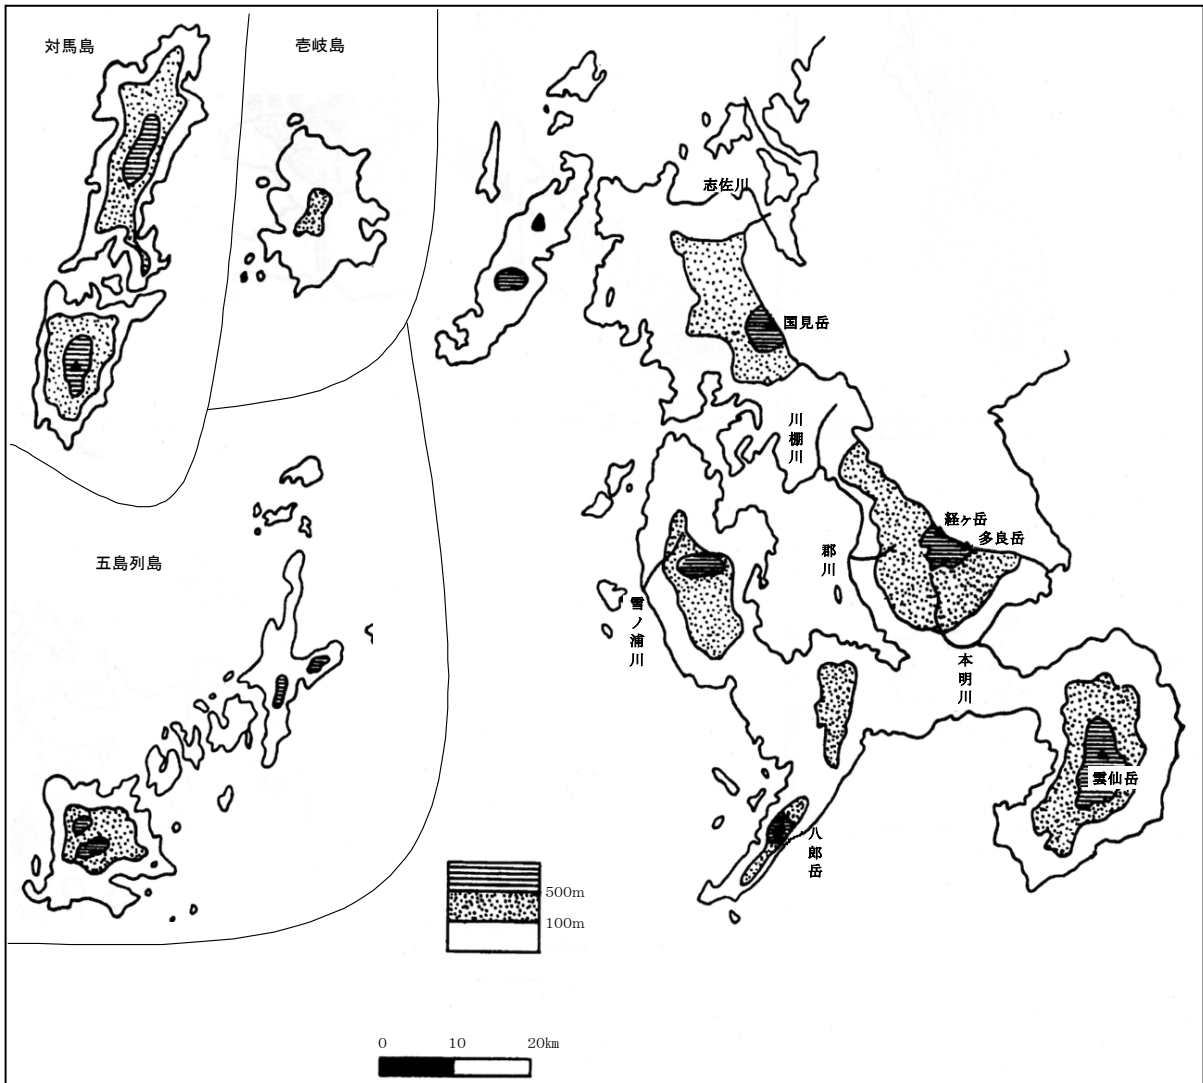 対馬島
壱岐島
志佐川
国見岳
川棚川
経ヶ岳
多良岳
郡川
五島列島
雪ノ浦川
本明川
雲仙岳
八郎岳
500m
100m
0 10 20km